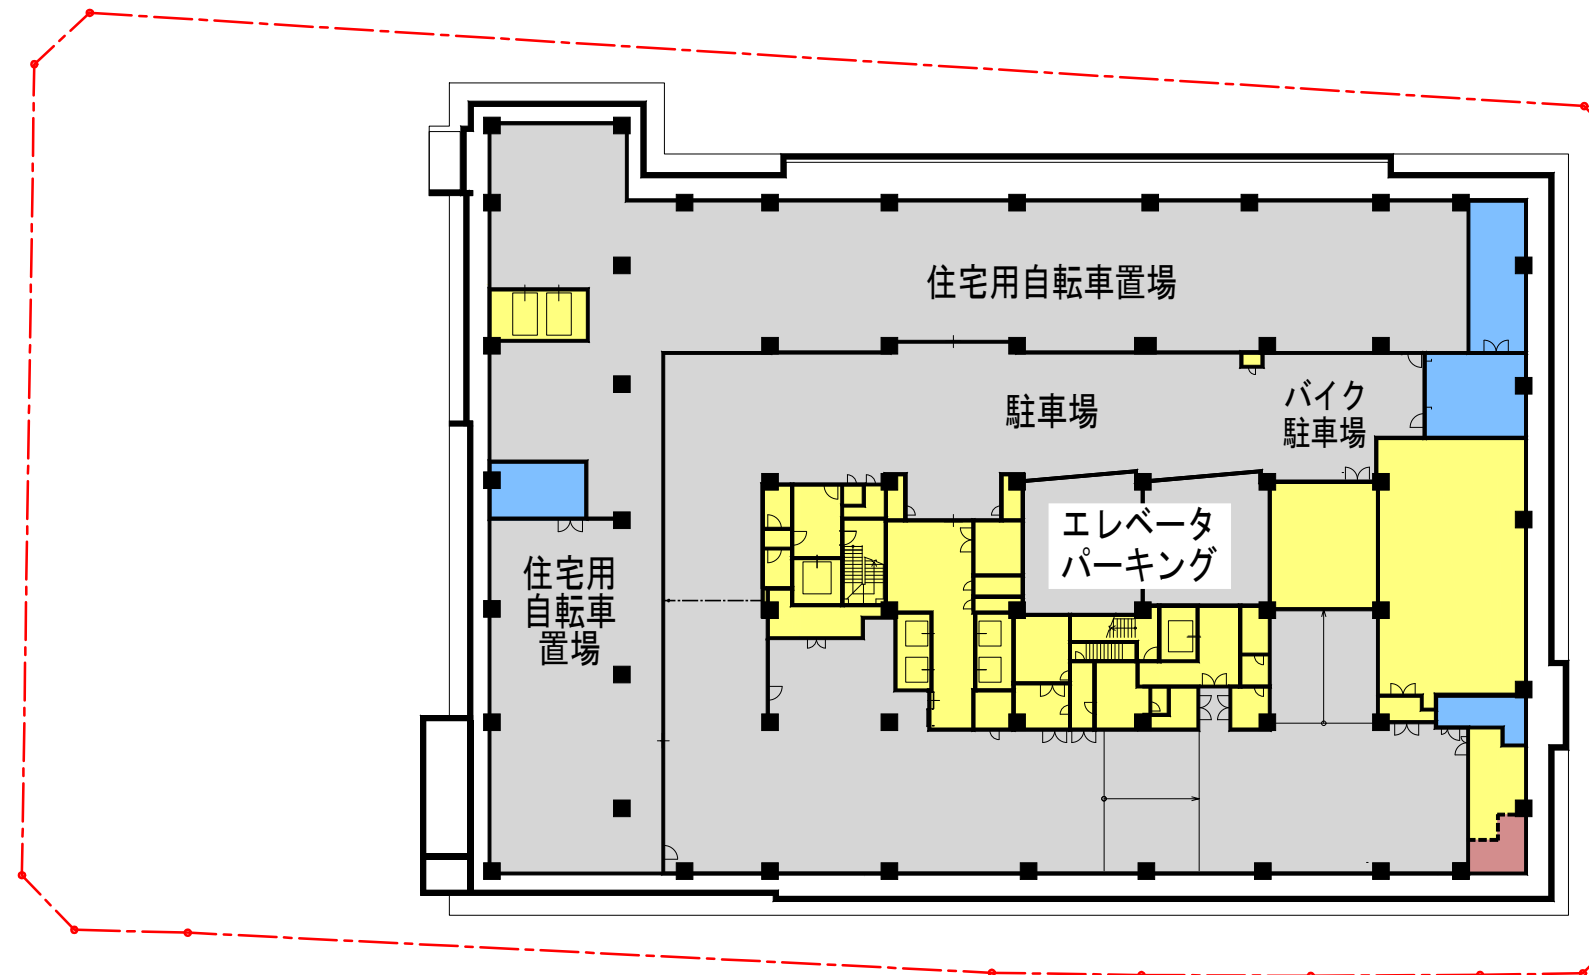 住宅用自転車置場
駐車場
バイク
駐車場
エレベータ
パーキング
住宅用
自転車
置場